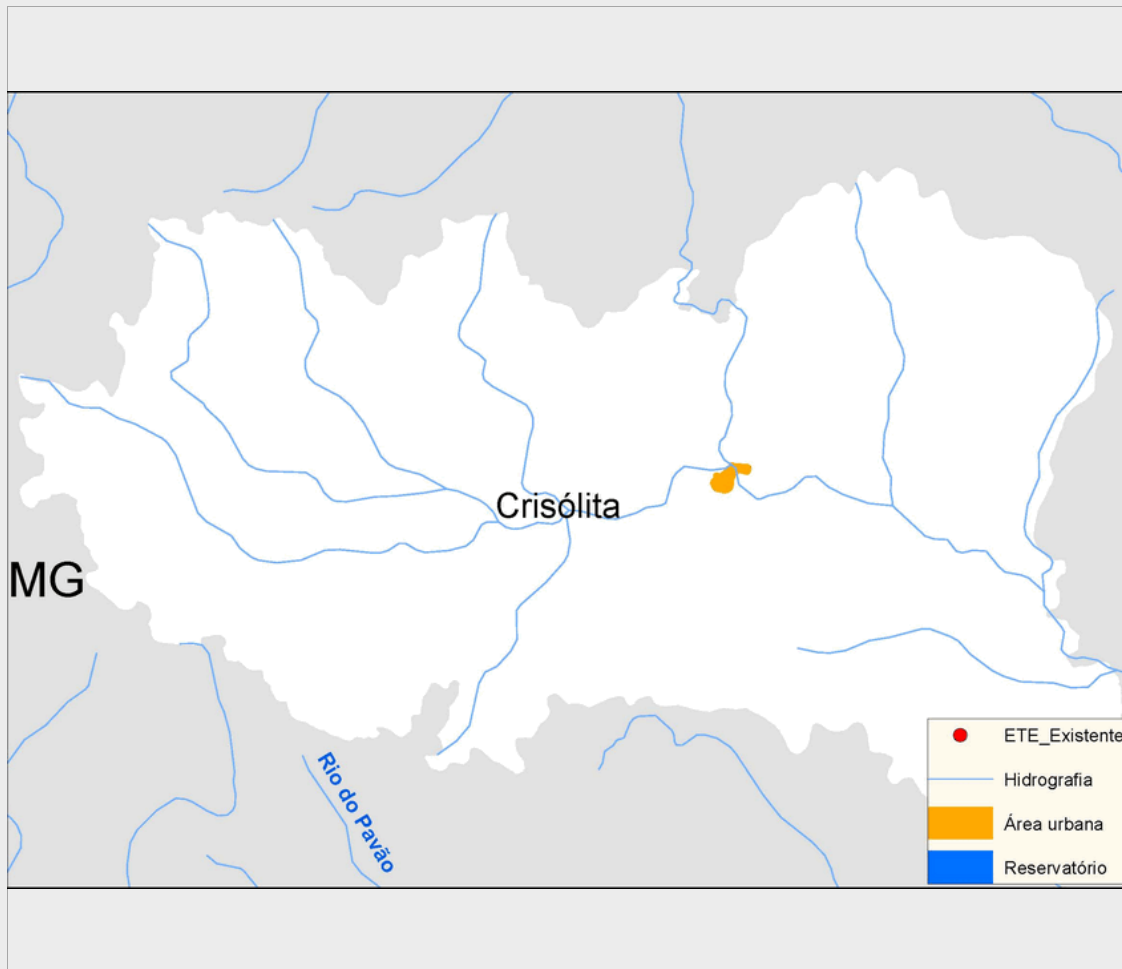 Crisólita
MG
Rio do Pavão
ETE_Existente
Hidrografia
Área urbana
Reservatório